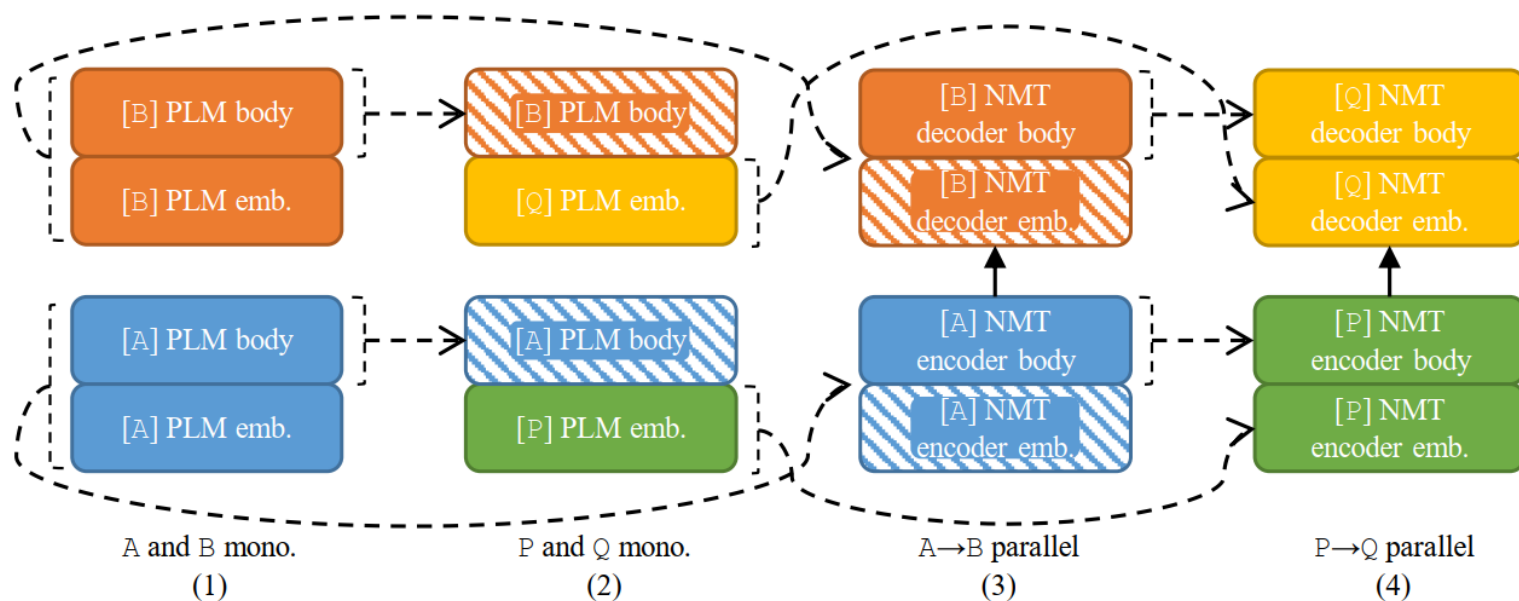 [B] PLM body
[B] PLM emb.
[A] PLM body
[A] PLM emb.
A and B mono.
(1)
[B] PLM body
[Q] PLM emb.
[A] PLM body
[P] PLM emb.
P and Q mono.
(2)
[B] NMT
decoder body
[B] NMT
decoder emb.
[A] NMT
encoder body
[A] NMT
encoder emb.
A→B parallel
(3)
[Q] NMT
decoder body
[Q] NMT
decoder emb.
[P] NMT
encoder body
[P] NMT
encoder emb.
P→Q parallel
(4)